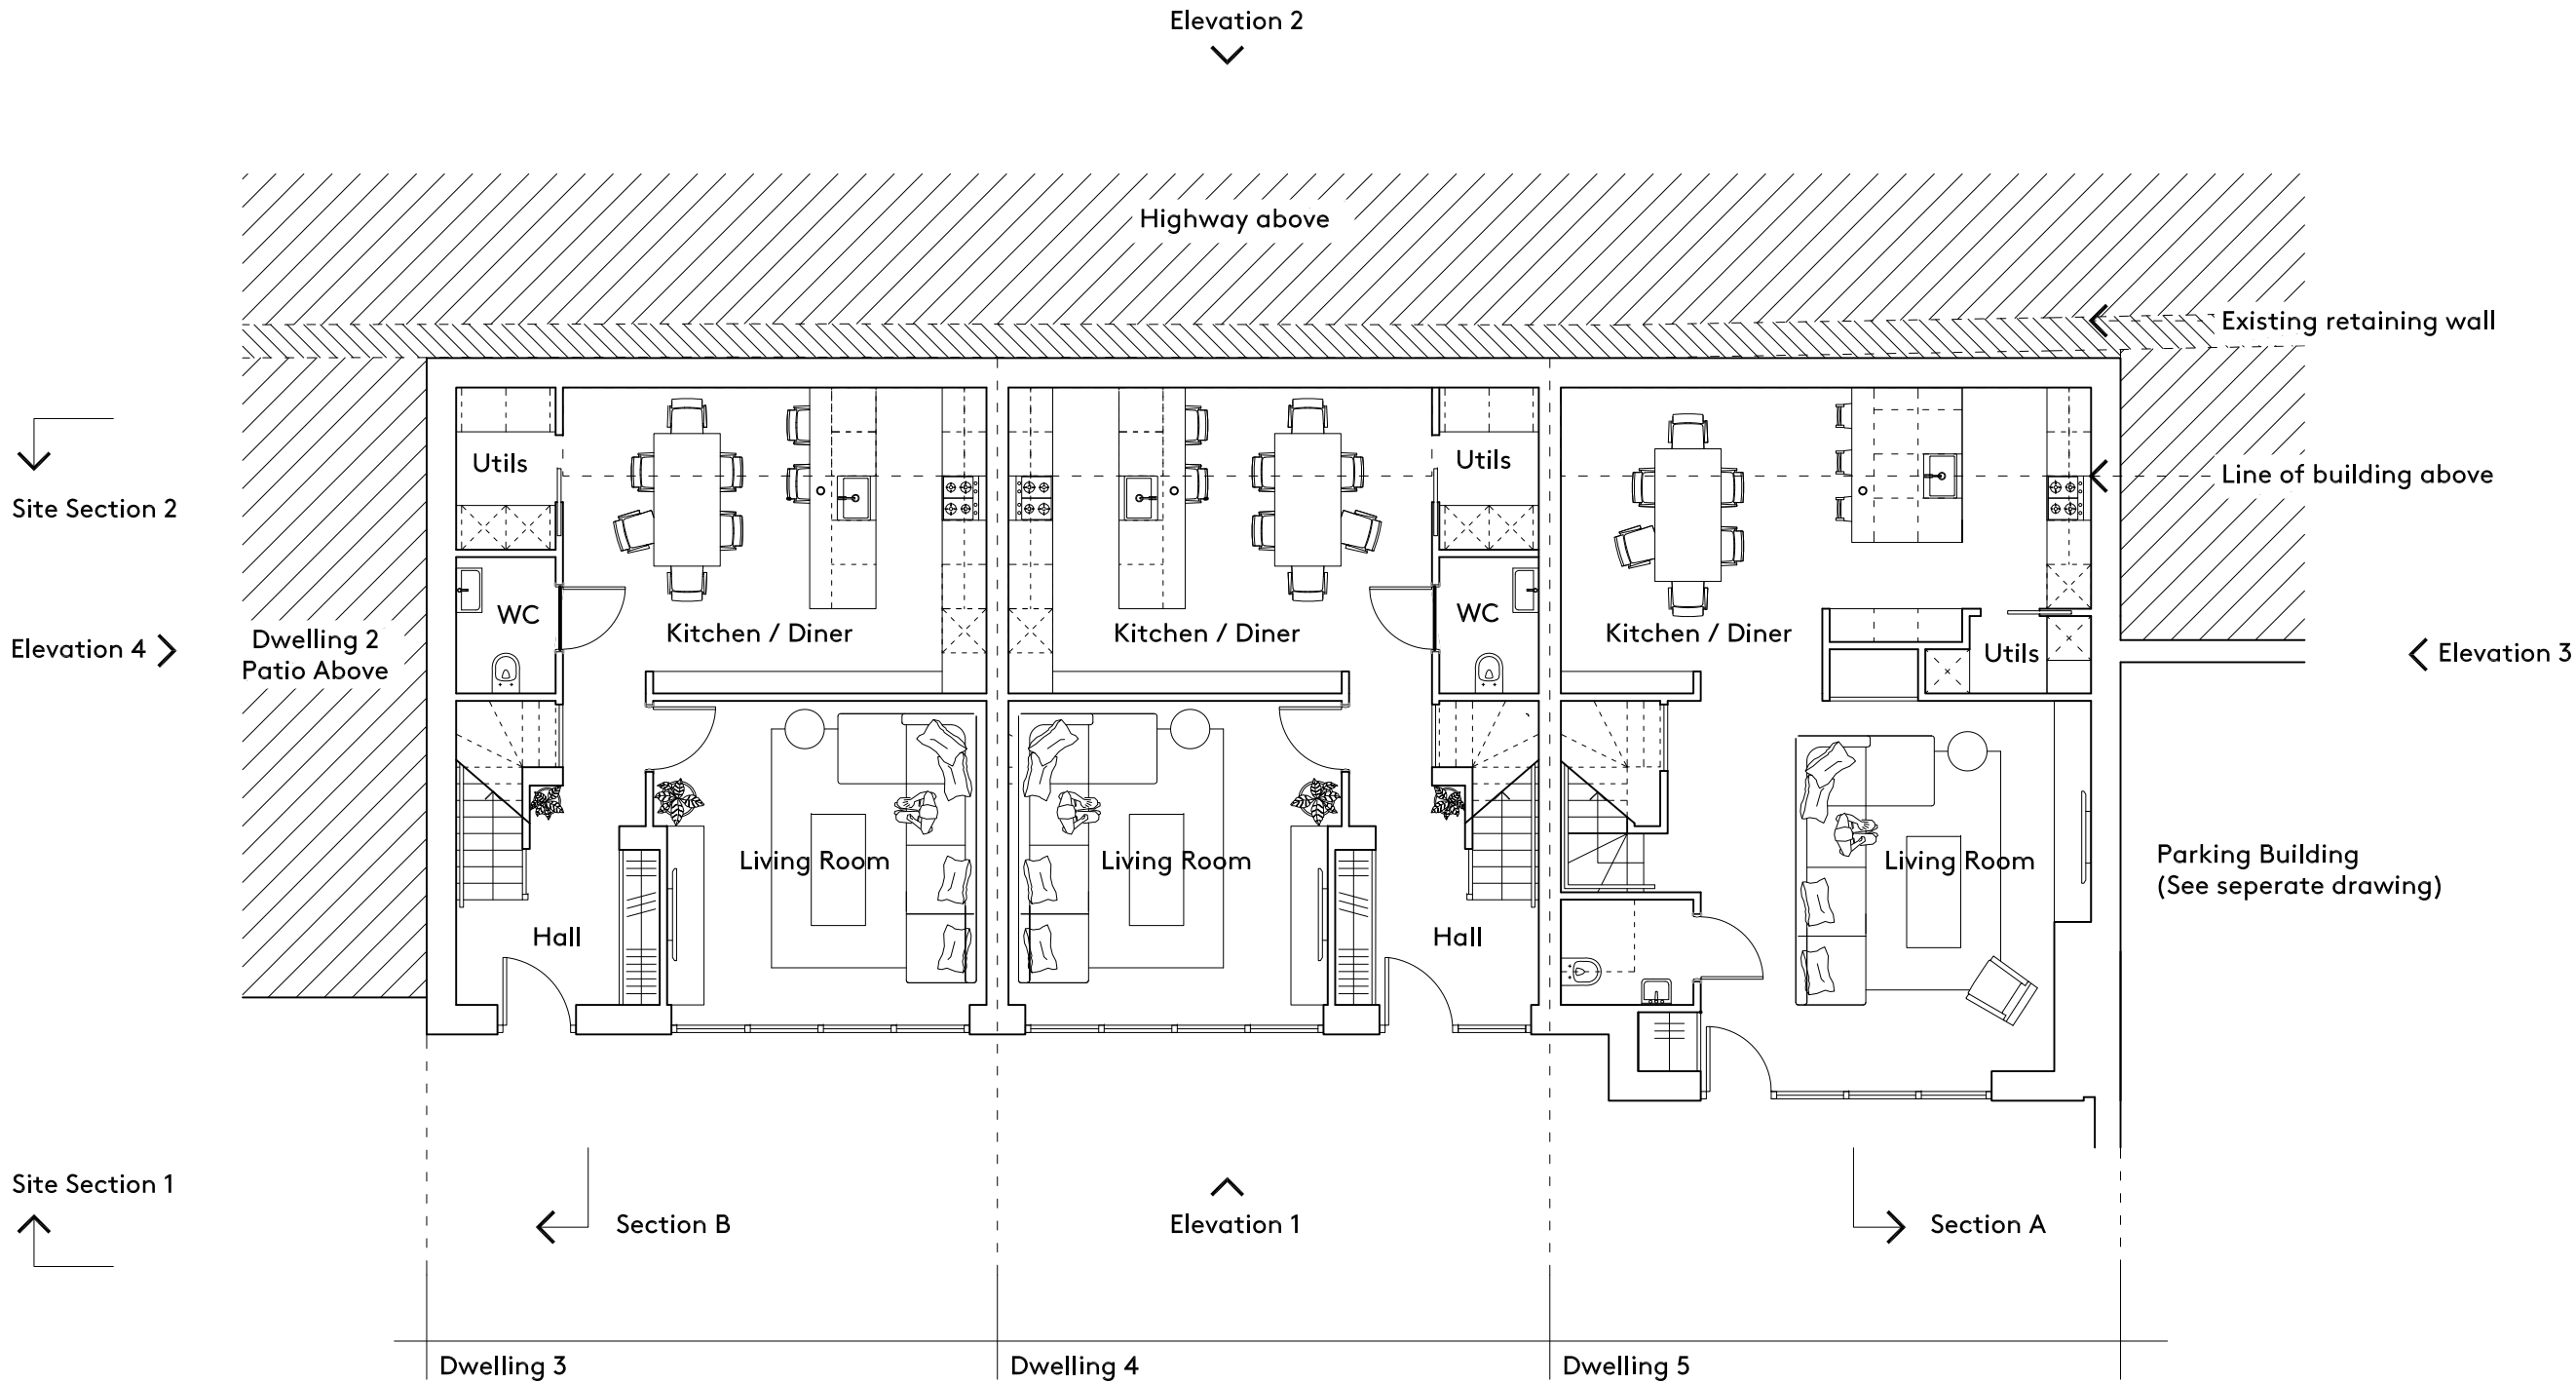 Elevation 2
Highway above
Existing retaining wall
Utils
Utils
Line of building above
Site Section 2
WC
WC
Kitchen / Diner
Kitchen / Diner
Kitchen / Diner
Elevation 4
Dwelling 2
Patio Above
Utils
Elevation 3
Living Room
Living Room
Living Room
Parking Building
(See seperate drawing)
Hall
Hall
Site Section 1
Section B
Elevation 1
Section A
Dwelling 3
Dwelling 4
Dwelling 5